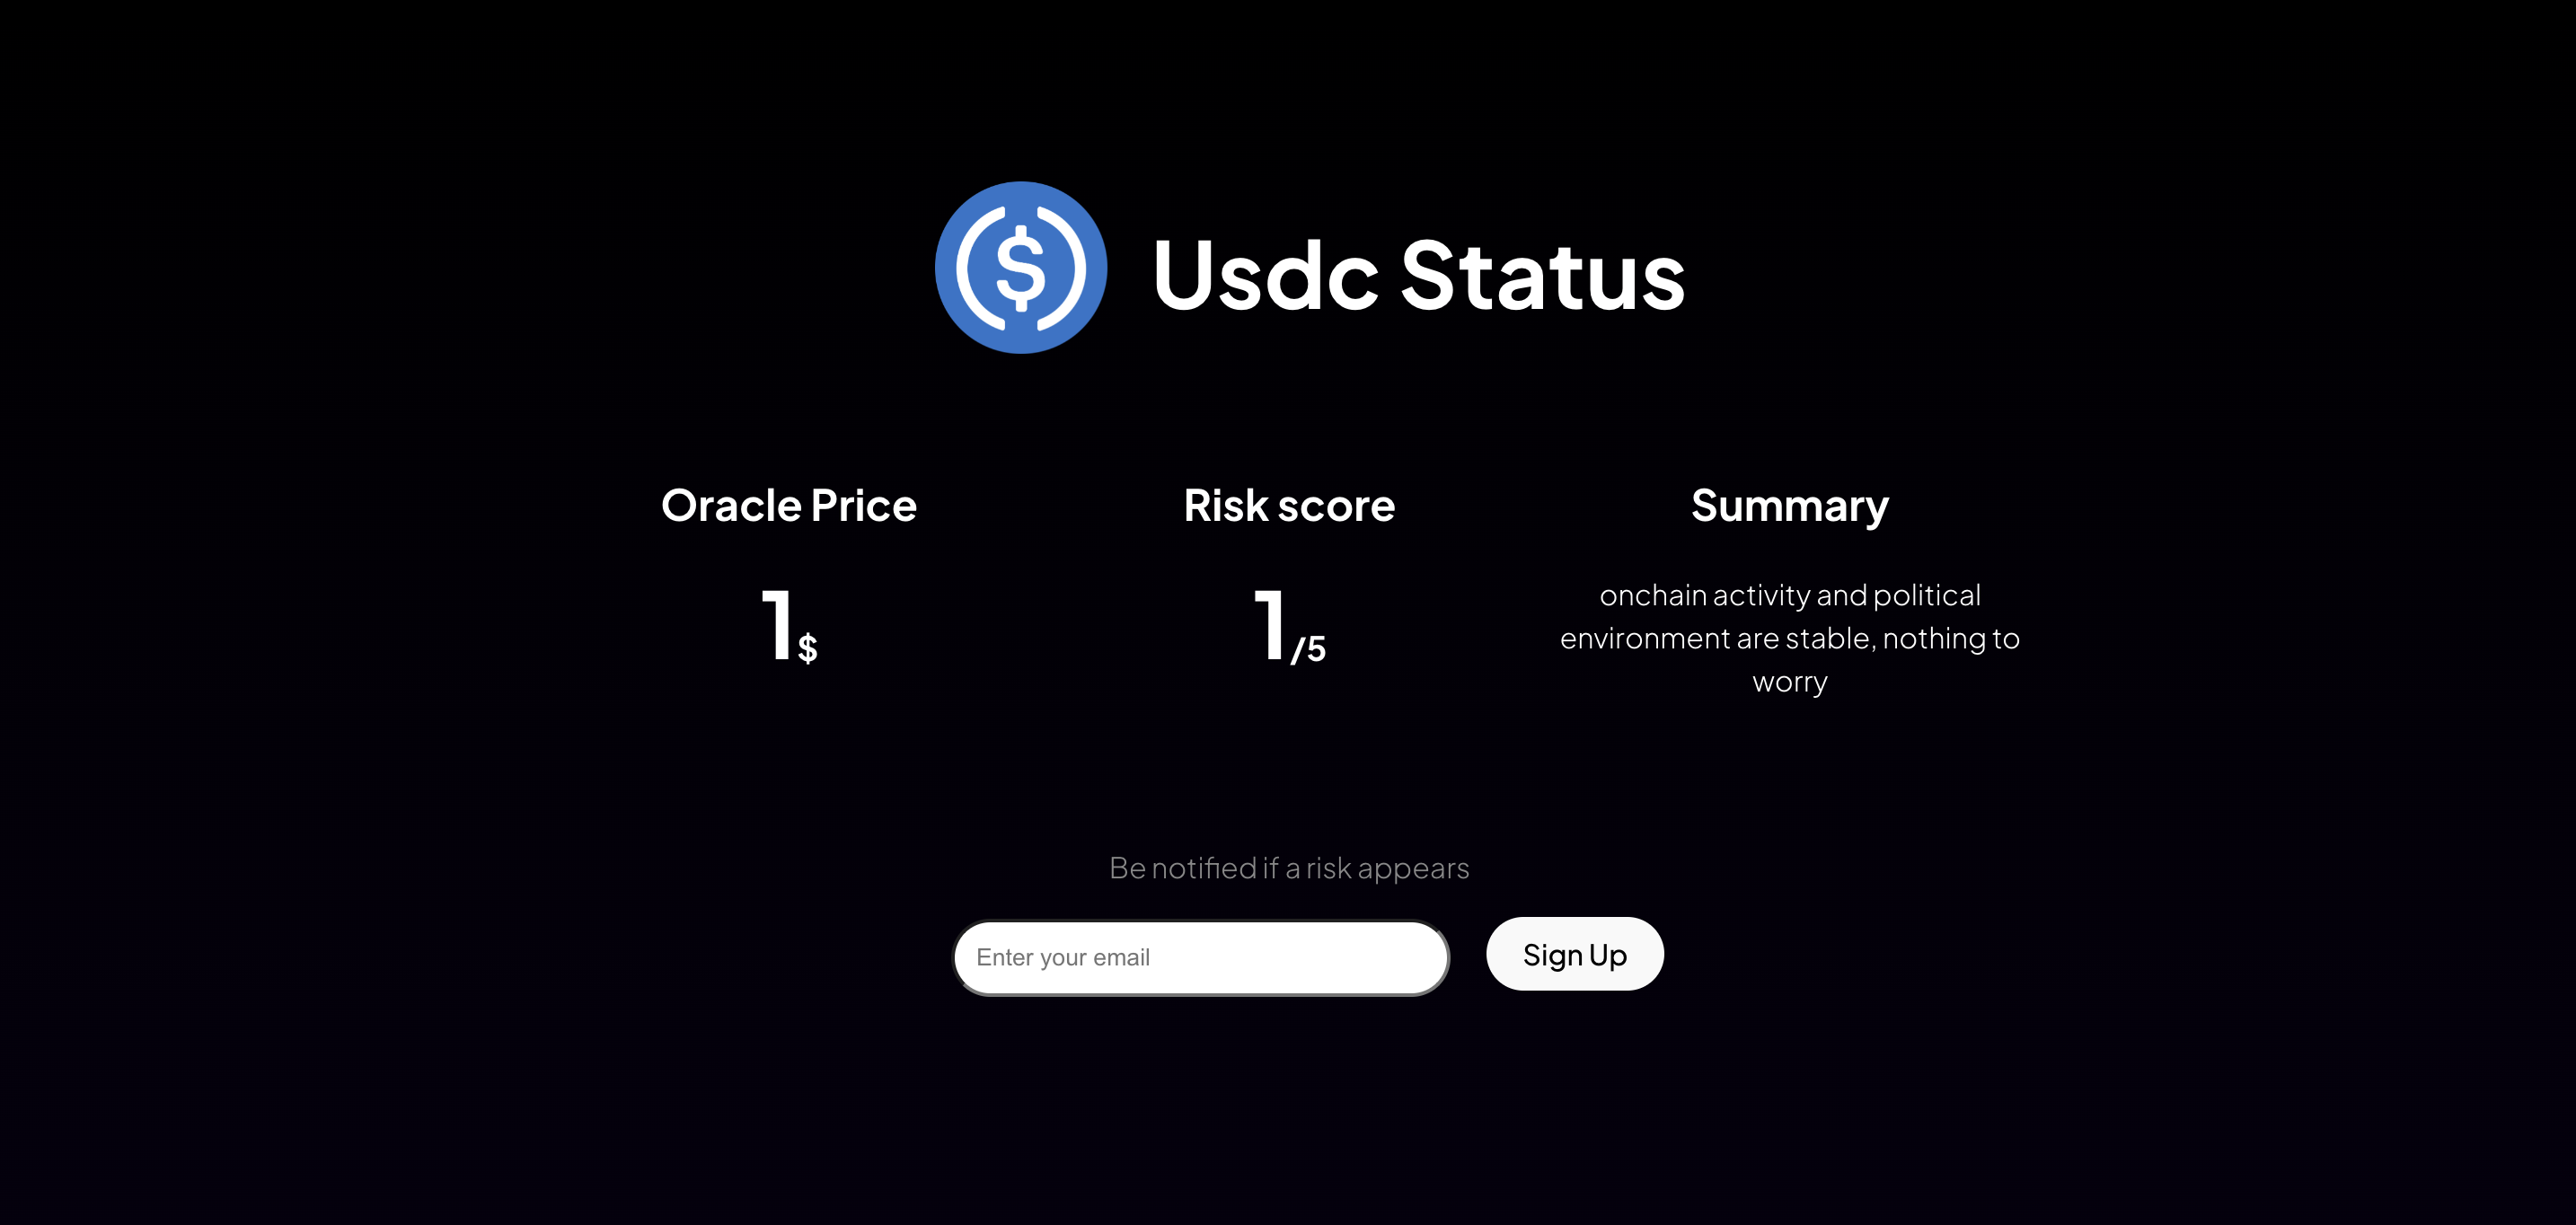 Usdc Status
Oracle Price
1$
Risk score
1/5
Summary
onchain activity and political
environment are stable, nothing to
worry
Be notified if a risk appears
Enter your email
Sign Up